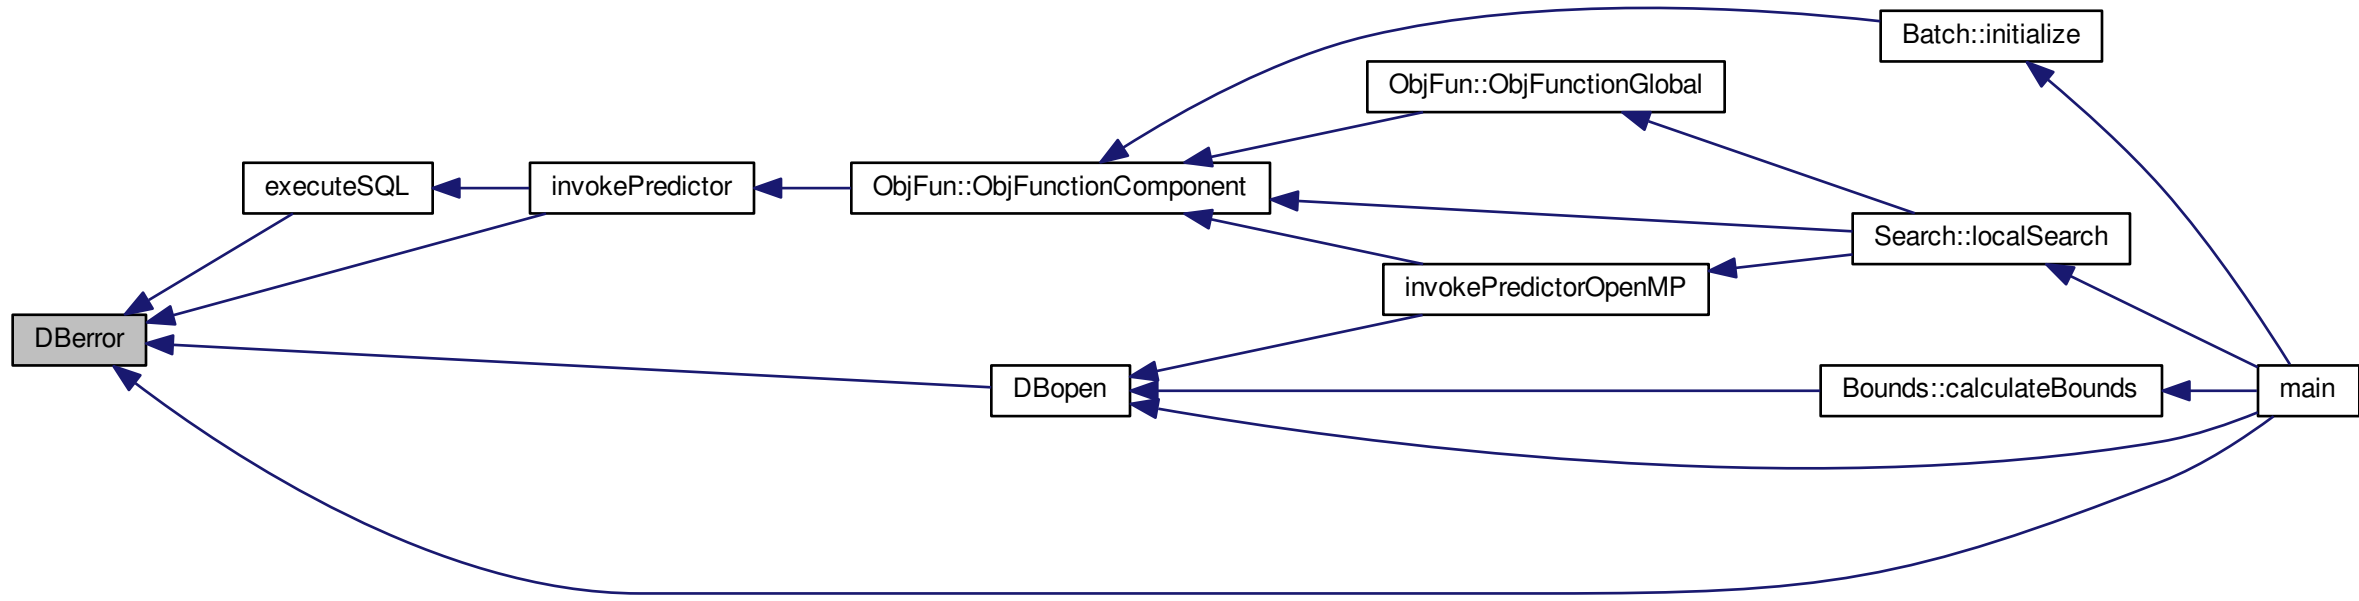 Batch::initialize
ObjFun::ObjFunctionGlobal
executeSQL
invokePredictor
ObjFun::ObjFunctionComponent
Search::localSearch
invokePredictorOpenMP
DBerror
DBopen
Bounds::calculateBounds
main